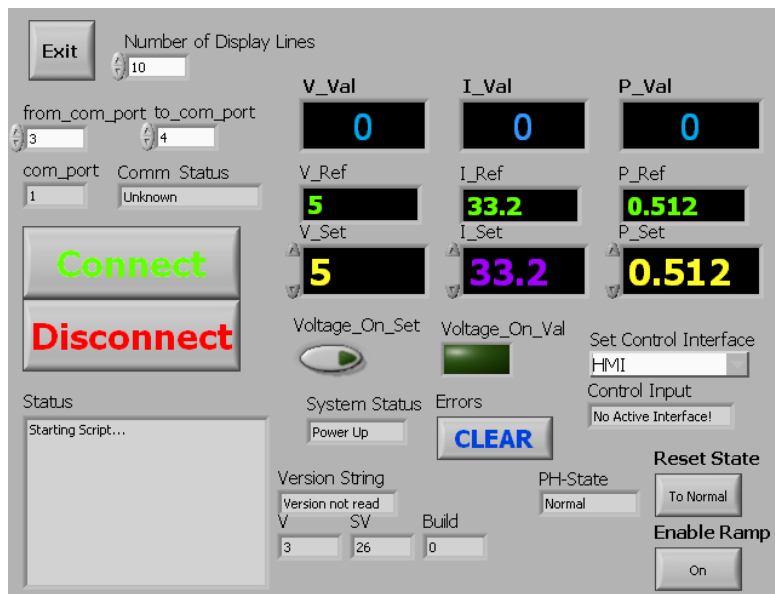 Exit
Number of Display Lines
10
from_com_port to_com_port
3 4
com_port Comm Status
1 Unknown
Connect
Disconnect
V_Val I_Val P_Val
0 0 0
V_Ref I_Ref P_Ref
5 33.2 0.512
V_Set I_Set P_Set
5 33.2 0.512
Voltage_On_Set Voltage_On_Val
Set Control Interface
HMI
Control Input
No Active Interface!
Status
Starting Script...
System Status Errors
Power Up CLEAR
Version String
Version not read
V SV Build
3 26 0
PH-State
Normal
Reset State
To Normal
Enable Ramp
On